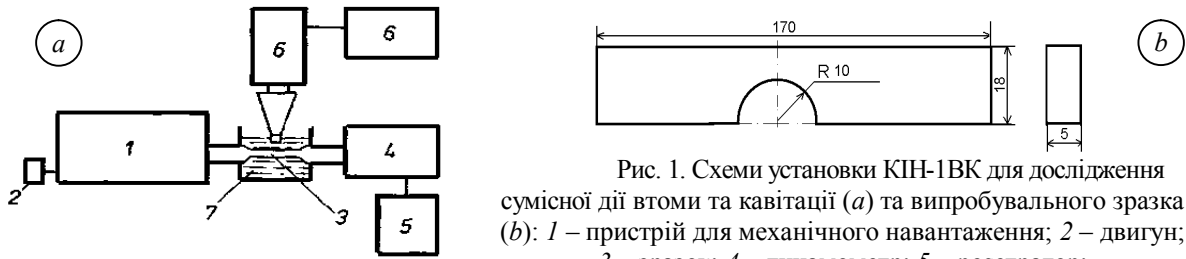 a
6
6
1
4
2
7
3
5
170
R 10
18
5
b
Рис. 1. Схеми установки КІН-1ВК для дослідження
сумісної дії втоми та кавітації (a) та випробувального зразка
(b): 1 – пристрій для механічного навантаження; 2 – двигун;